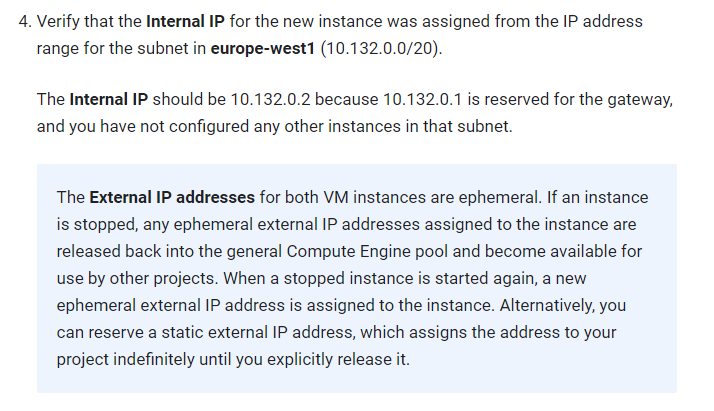 4. Verify that the Internal IP for the new instance was assigned from the IP address
range for the subnet in europe-west1 (10.132.0.0/20).
The Internal IP should be 10.132.0.2 because 10.132.0.1 is reserved for the gateway,
and you have not configured any other instances in that subnet.
The External IP addresses for both VM instances are ephemeral. If an instance
is stopped, any ephemeral external IP addresses assigned to the instance are
released back into the general Compute Engine pool and become available for
use by other projects. When a stopped instance is started again, a new
ephemeral external IP address is assigned to the instance. Alternatively, you
can reserve a static external IP address, which assigns the address to your
project indefinitely until you explicitly release it.